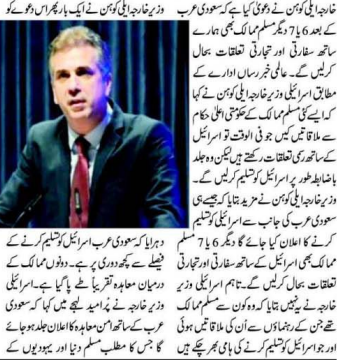 خارجہ ایلی کوہن نے دعویٰ کیا ہے کہ سعودی عرب
کے بعد 6 یا 7 دیگر مسلم ممالک بھی ہمارے
ساتھ سفارتی اور تجارتی تعلقات بحال
کرلیں گے۔ عالمی خبر رساں ادارے کے
مطابق اسرائیلی وزیر خارجہ ایلی کوہن نے کہا
کہ ایسے کئی مسلم ممالک کے حکومتی اعلیٰ حکام
سے ملاقاتیں کیں جو فی الوقت تو اسرائیل
کے ساتھ رسمی تعلقات رکھتے ہیں لیکن وہ جلد
باضابطہ طور پر اسرائیل کو تسلیم کرلیں گے۔
وزیر خارجہ ایلی کوہن نے مزید بتایا کہ جیسے ہی
سعودی عرب کی جانب سے اسرائیل کو تسلیم
کرنے کا اعلان کیا جائے گا دیگر 6 یا 7 مسلم
ممالک بھی اسرائیل کے ساتھ سفارتی اور تجارتی
تعلقات بحال کرلیں گے۔ تاہم اسرائیلی وزیر
خارجہ نے یہ نہیں بتایا کہ وہ کون سے مسلم ممالک
تھے جن کے رہنماؤں سے اُن کی ملاقاتیں ہوئی
اور جو اسرائیل کو تسلیم کرنے کی ہامی بھر چکے ہیں
وزیر خارجہ ایلی کوہن نے ایک بار پھر اس دعوے کو
دہرایا کہ سعودی عرب اسرائیل کو تسلیم کرنے کے
فیصلے سے کچھ دوری پر ہے۔ دونوں ممالک کے
درمیان معاہدہ تقریباً طے پا گیا ہے۔ اسرائیلی
وزیر خارجہ نے پُر امید لہجے میں کہا کہ سعودی
عرب کے ساتھ امن معاہدہ کا اعلان جلد ہو جائے
گا جس کا مطلب مسلم دنیا اور یہودیوں کے